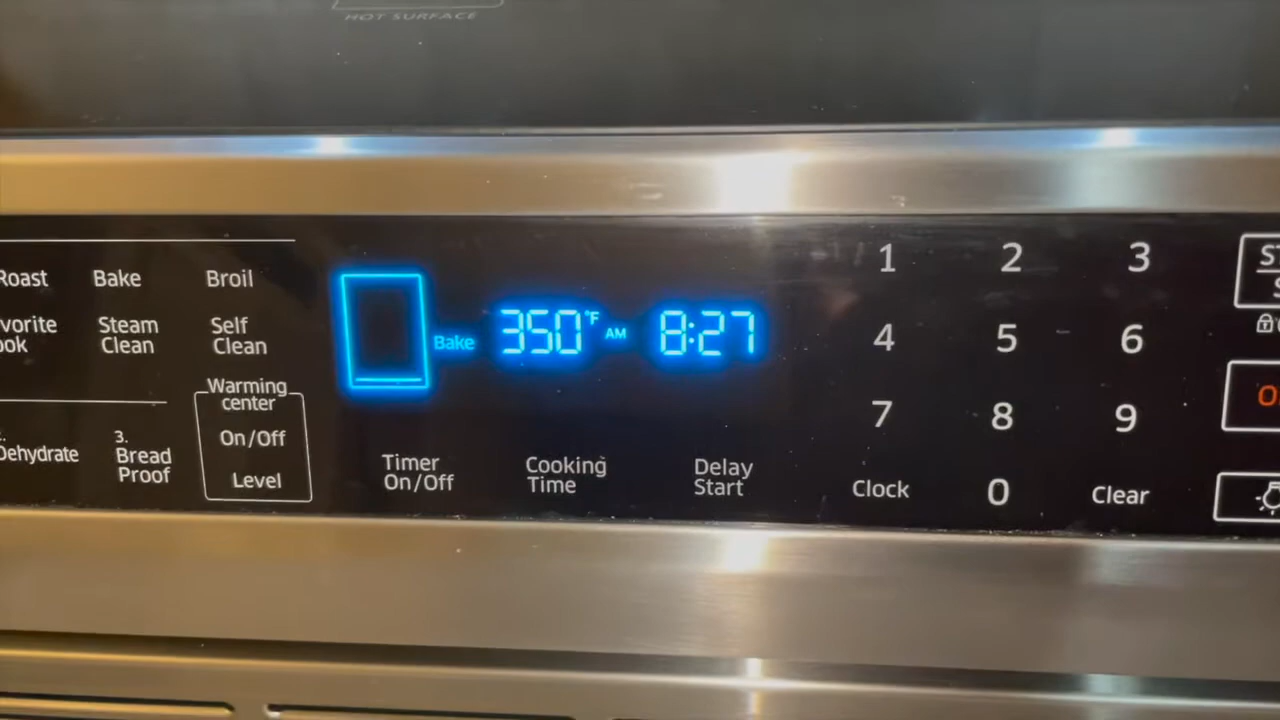 HOT SURFACE
Roast Bake Broil
Steam Clean
Self Clean
Warming center
On/Off
Level
Dehydrate
3.
Bread
Proof
Bake 350°F AM 8:27
Timer
On/Off
Cooking
Time
Delay
Start
1 2 3
4 5 6
7 8 9
Clock 0 Clear